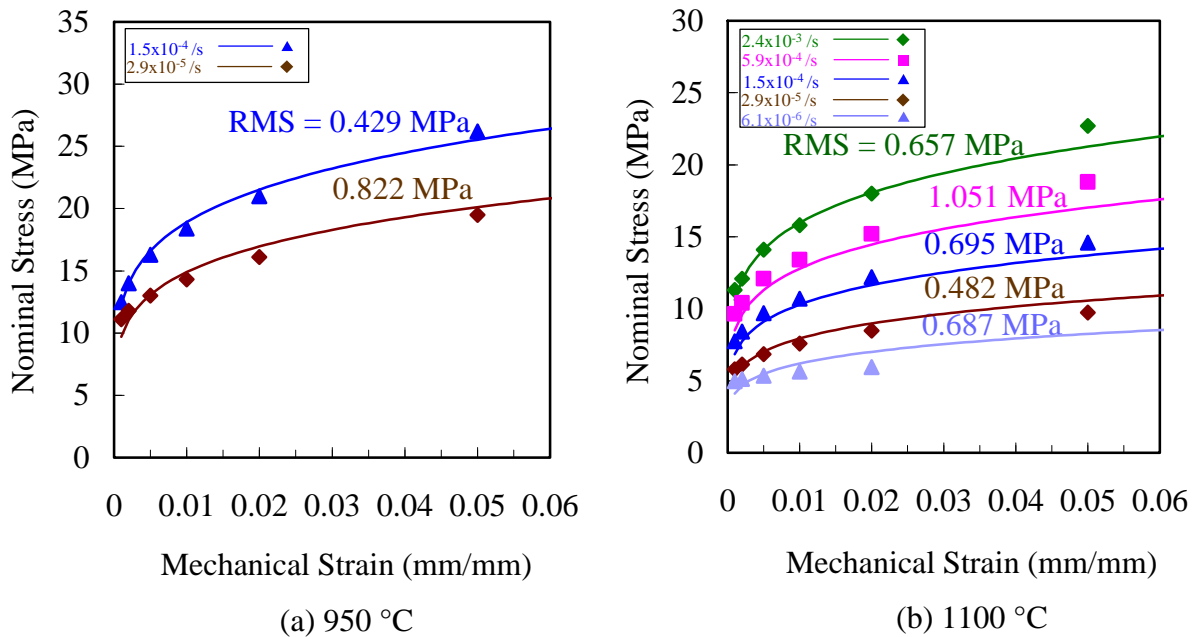 35
30
25
20
15
10
5
0
Nominal Stress (MPa)
1.5x10⁻⁴ /s
2.9x10⁻⁵ /s
RMS = 0.429 MPa
0.822 MPa
0 0.01 0.02 0.03 0.04 0.05 0.06
Mechanical Strain (mm/mm)
(a) 950 °C
30
25
20
15
10
5
0
Nominal Stress (MPa)
2.4x10⁻³ /s
5.9x10⁻⁴ /s
1.5x10⁻⁴ /s
2.9x10⁻⁵ /s
6.1x10⁻⁶ /s
RMS = 0.657 MPa
1.051 MPa
0.695 MPa
0.482 MPa
0.687 MPa
0 0.01 0.02 0.03 0.04 0.05 0.06
Mechanical Strain (mm/mm)
(b) 1100 °C